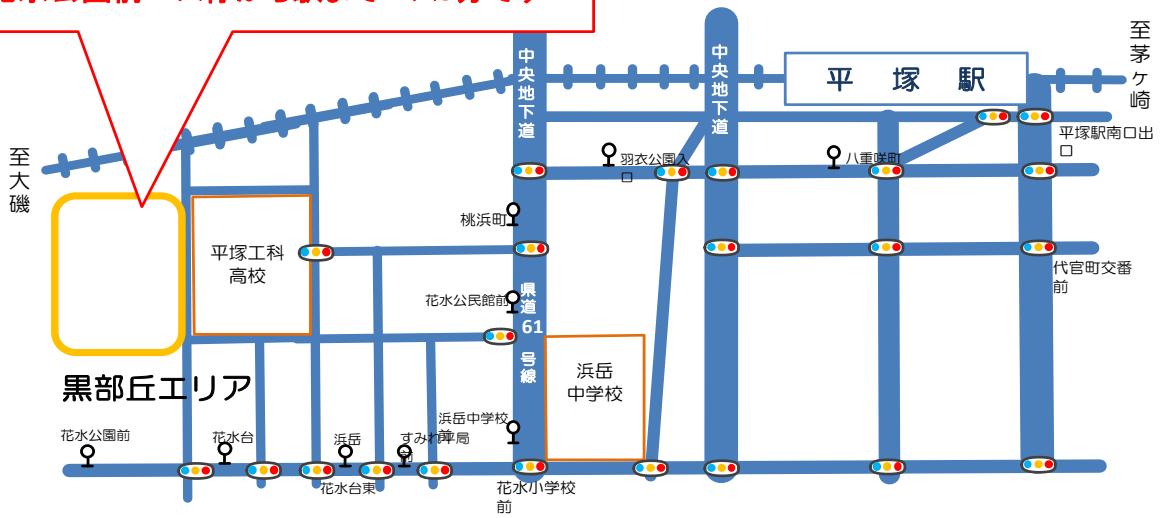 中央地下道
中央地下道
平塚駅
至茅ヶ崎
平塚駅南口出
口
至大磯
羽衣公園入
口
八重咲町
桃浜町
平塚工科
高校
代官町交番
前
花水公民館前
県道61号線
浜岳
中学校
黒部丘エリア
花水公園前
花水台
浜岳
すみれ平局
前
浜岳中学校
前
花水台東
花水小学校
前